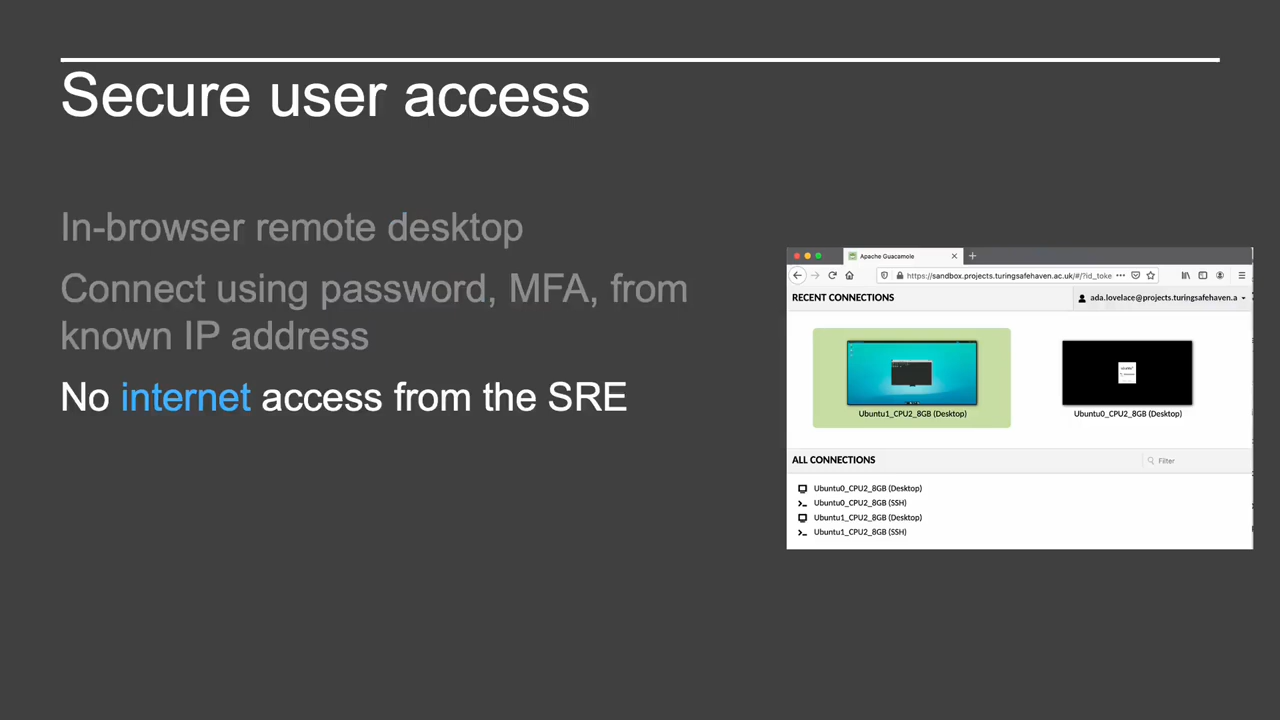 Secure user access
In-browser remote desktop
Connect using password, MFA, from
known IP address
No internet access from the SRE
Apache Guacamole
https://sandbox.projects.turingsafehaven.ac.uk/#/?id_toke
RECENT CONNECTIONS
ada.lovelace@projects.turingsafehaven.a
Ubuntu1_CPU2_8GB (Desktop)
Ubuntu0_CPU2_8GB (Desktop)
ALL CONNECTIONS
Filter
Ubuntu0_CPU2_8GB (Desktop)
Ubuntu0_CPU2_8GB (SSH)
Ubuntu1_CPU2_8GB (Desktop)
Ubuntu1_CPU2_8GB (SSH)